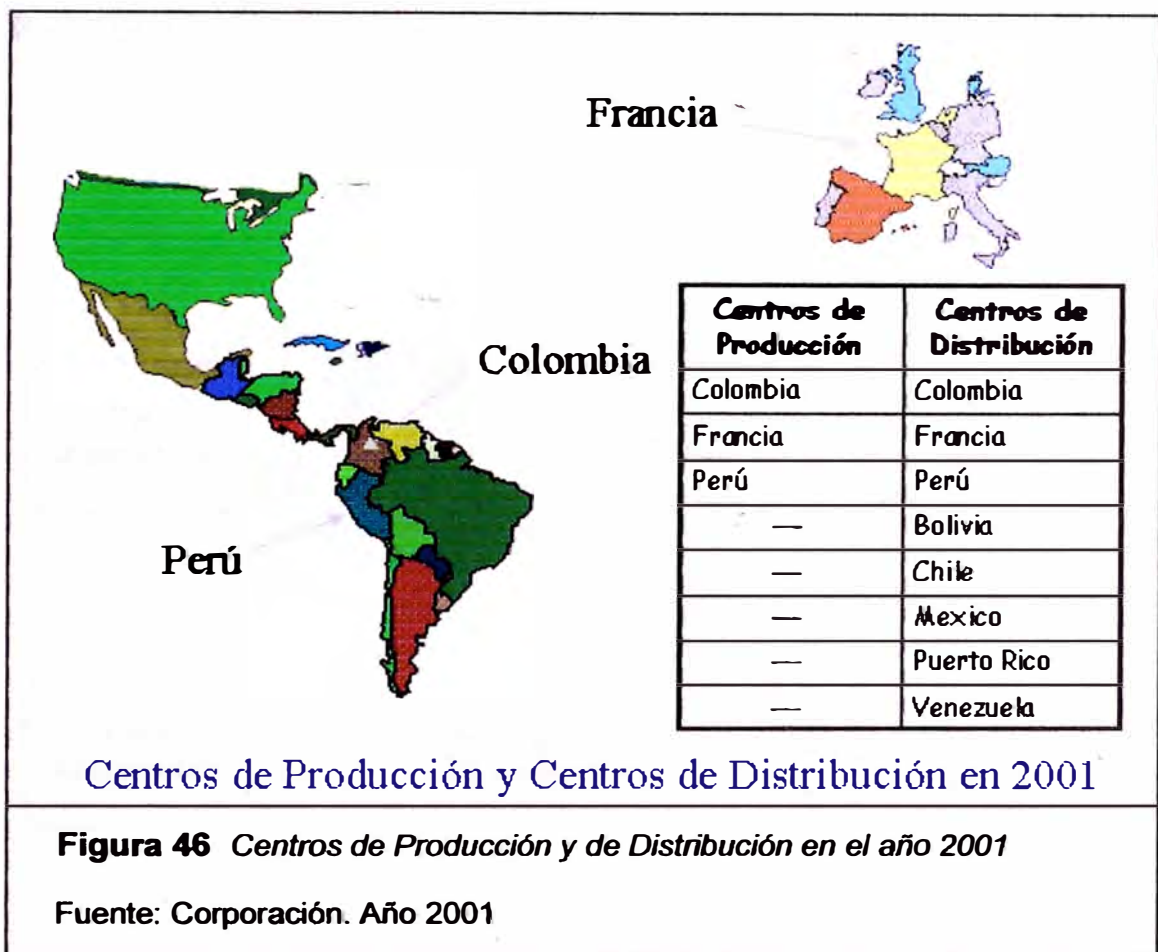 Francia
Colombia
Perú
Centros de Producción | Centros de Distribución
Colombia | Colombia
Francia | Francia
Perú | Perú
— | Bolivia
— | Chile
— | Mexico
— | Puerto Rico
— | Venezuela
Centros de Producción y Centros de Distribución en 2001
Figura 46 Centros de Producción y de Distribución en el año 2001
Fuente: Corporación. Año 2001